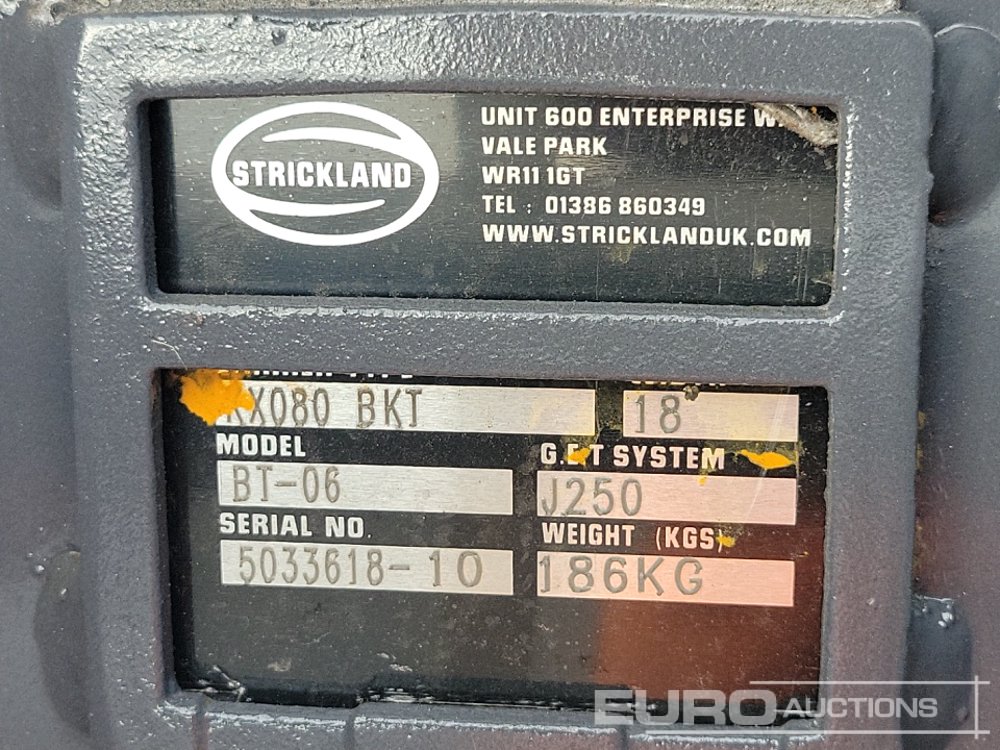 STRICKLAND
UNIT 600 ENTERPRISE
VALE PARK
WR11 1GT
TEL : 01386 860349
WWW.STRICKLANDUK.COM
KX080 BKT
18
MODEL
G.E.T SYSTEM
BT-06
J250
SERIAL NO.
WEIGHT (KGS)
5033618-10
186KG
EURO AUCTIONS